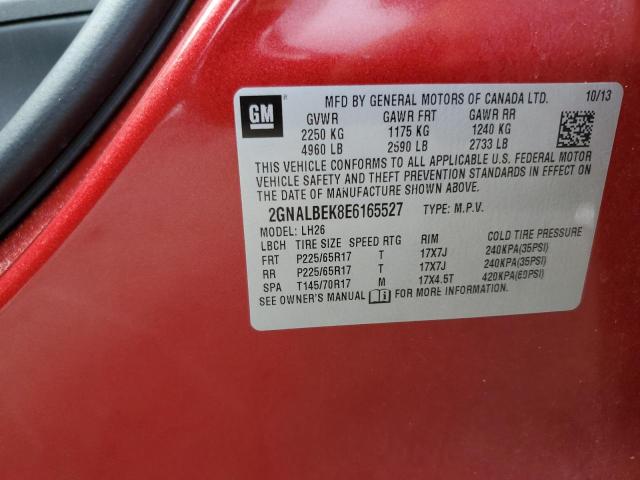 GM
MFD BY GENERAL MOTORS OF CANADA LTD. 10/13
GVWR GAWR FRT GAWR RR
2250 KG 1175 KG 1240 KG
4960 LB 2590 LB 2733 LB
THIS VEHICLE CONFORMS TO ALL APPLICABLE U.S. FEDERAL MOTOR
VEHICLE SAFETY AND THEFT PREVENTION STANDARDS IN EFFECT ON
THE DATE OF MANUFACTURE SHOWN ABOVE.
2GNALBEK8E6165527 TYPE: M.P.V.
MODEL: LH26
LBCH TIRE SIZE SPEED RTG RIM COLD TIRE PRESSURE
FRT P225/65R17 T 17X7J 240KPA(35PSI)
RR P225/65R17 T 17X7J 240KPA(35PSI)
SPA T145/70R17 M 17X4.5T 420KPA(60PSI)
SEE OWNER'S MANUAL FOR MORE INFORMATION.